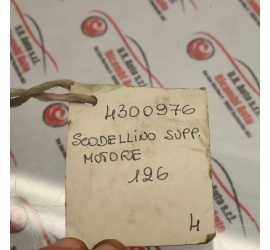 4300976
SCODELLINO SUPP.
MOTORE
126
4